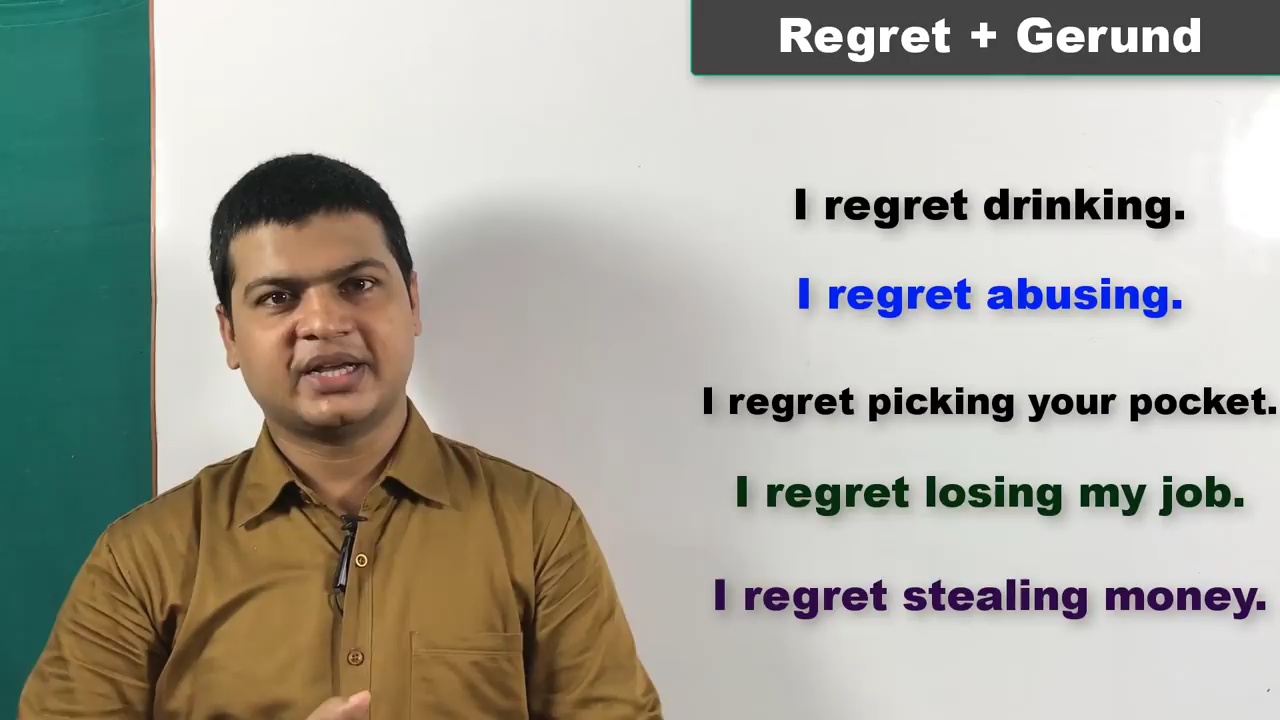 Regret + Gerund
I regret drinking.
I regret abusing.
I regret picking your pocket.
I regret losing my job.
I regret stealing money.